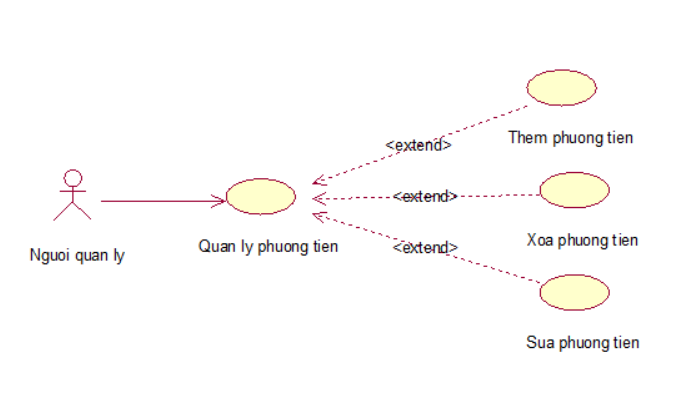 Them phuong tien
<extend>
<extend>
Xoa phuong tien
Quan ly phuong tien
<extend>
Nguoi quan ly
Sua phuong tien